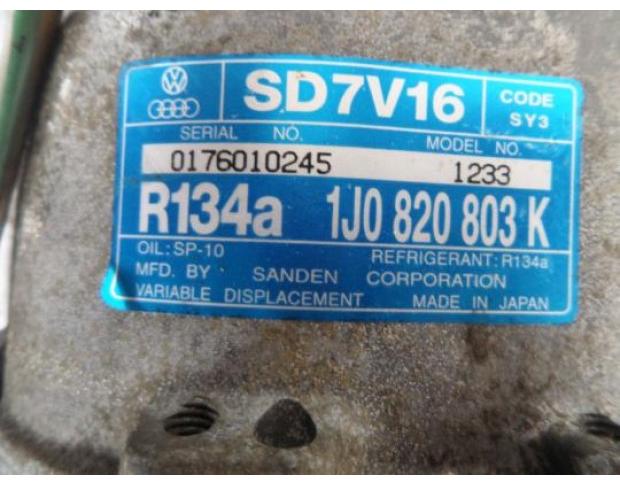 SD7V16
CODE
SY3
SERIAL NO.
MODEL NO.
0176010245 1233
R134a 1J0 820 803 K
OIL: SP-10
REFRIGERANT: R134a
MFD. BY SANDEN CORPORATION
VARIABLE DISPLACEMENT MADE IN JAPAN